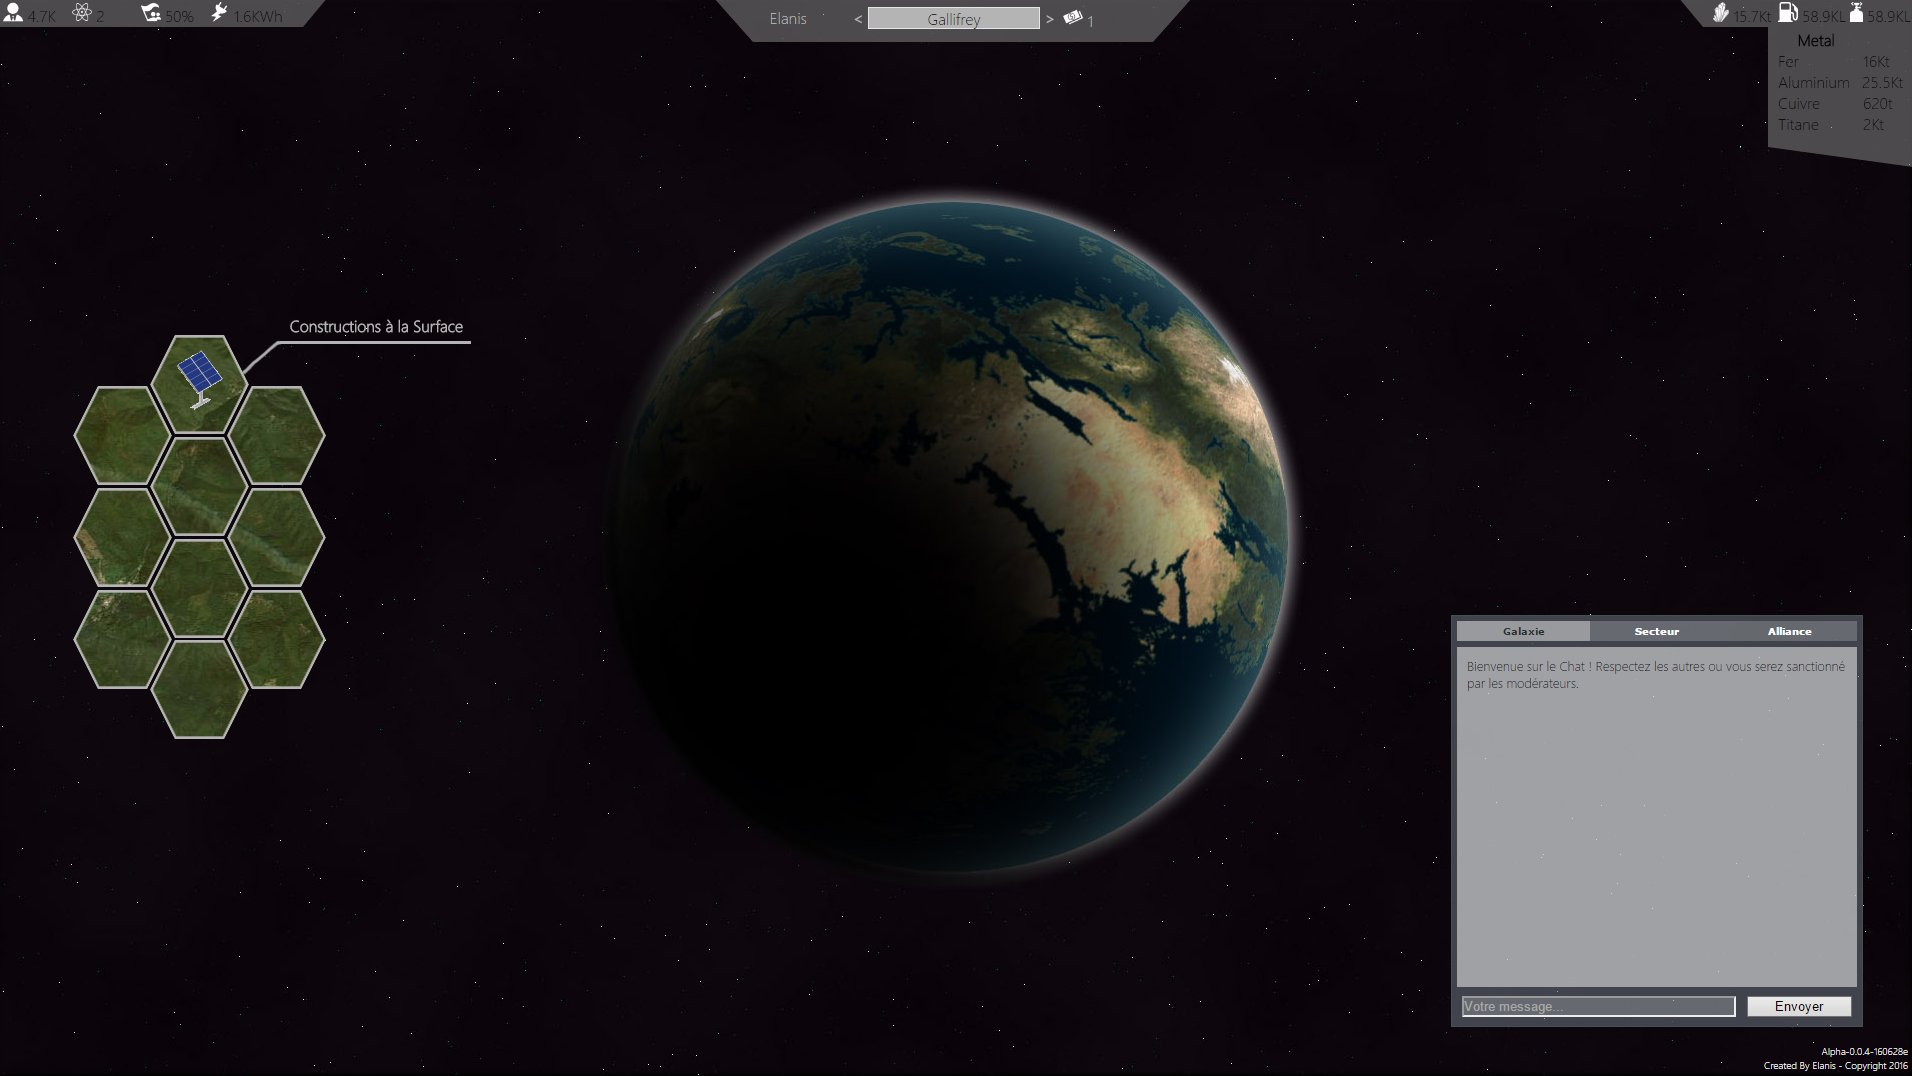 4.7K 2 50% 1.6KWh
Elanis < Gallifrey > 1
15.7Kt 58.9KL 58.9KL
Metal
Fer 16Kt
Aluminium 25.5Kt
Cuivre 620t
Titane 2Kt
Constructions à la Surface
Galaxie Secteur Alliance
Bienvenue sur le Chat ! Respectez les autres ou vous serez sanctionné
par les modérateurs.
Votre message... Envoyer
Alpha-0.0.4-160628e
Created By Elanis - Copyright 2016